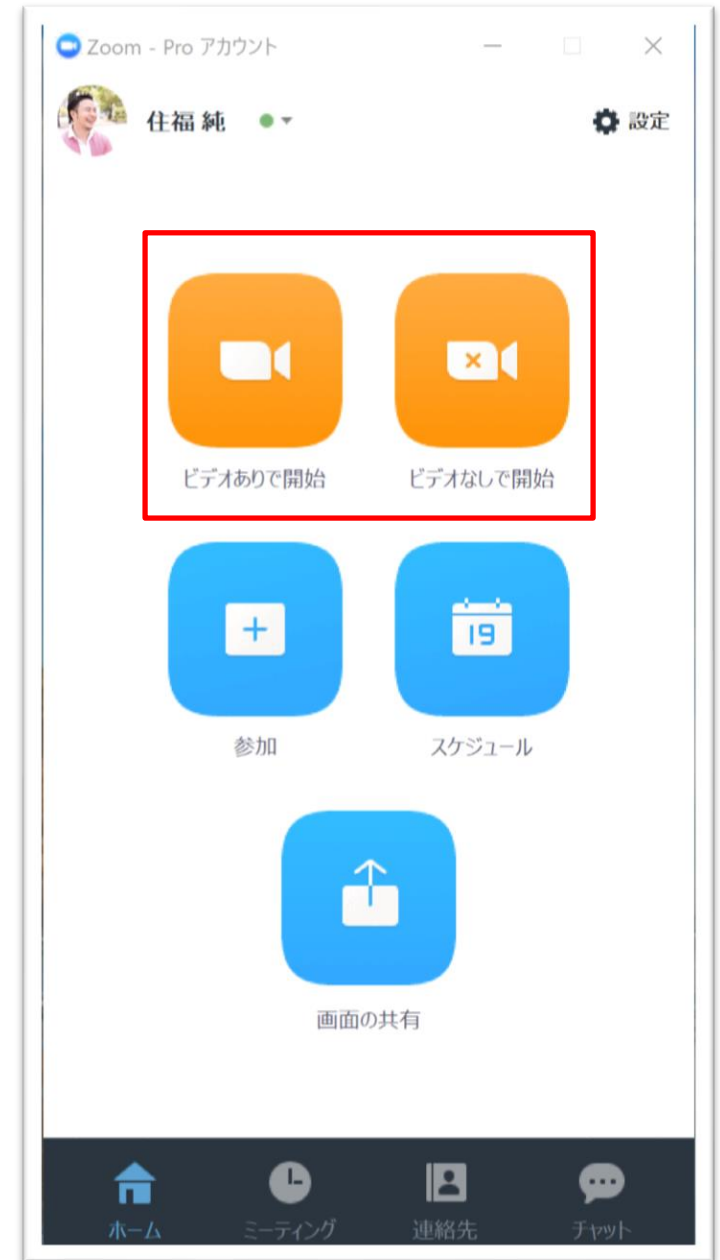 Zoom - Pro アカウント
住福 純
設定
ビデオありで開始
ビデオなしで開始
19
参加
スケジュール
画面の共有
ホーム
ミーティング
連絡先
チャット